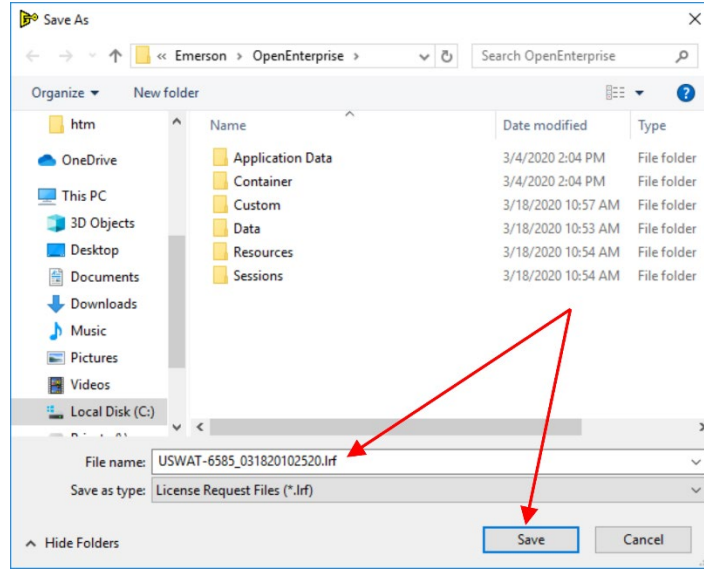 Save As
« Emerson › OpenEnterprise ›
Search OpenEnterprise
Organize
New folder
Name
Date modified
Type
htm
OneDrive
This PC
3D Objects
Desktop
Documents
Downloads
Music
Pictures
Videos
Local Disk (C:)
Application Data 3/4/2020 2:04 PM File folder
Container 3/4/2020 2:04 PM File folder
Custom 3/18/2020 10:57 AM File folder
Data 3/18/2020 10:53 AM File folder
Resources 3/18/2020 10:54 AM File folder
Sessions 3/18/2020 10:54 AM File folder
File name: USWAT-6585_031820102520.lrf
Save as type: License Request Files (*.lrf)
Hide Folders
Save
Cancel